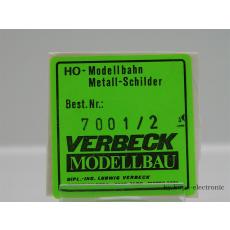 HO-Modellbahn
Metall-Schilder
Best.Nr.:
7001/2
VERBECK
MODELLBAU
DIPL.-ING. LUDWIG VERBECK